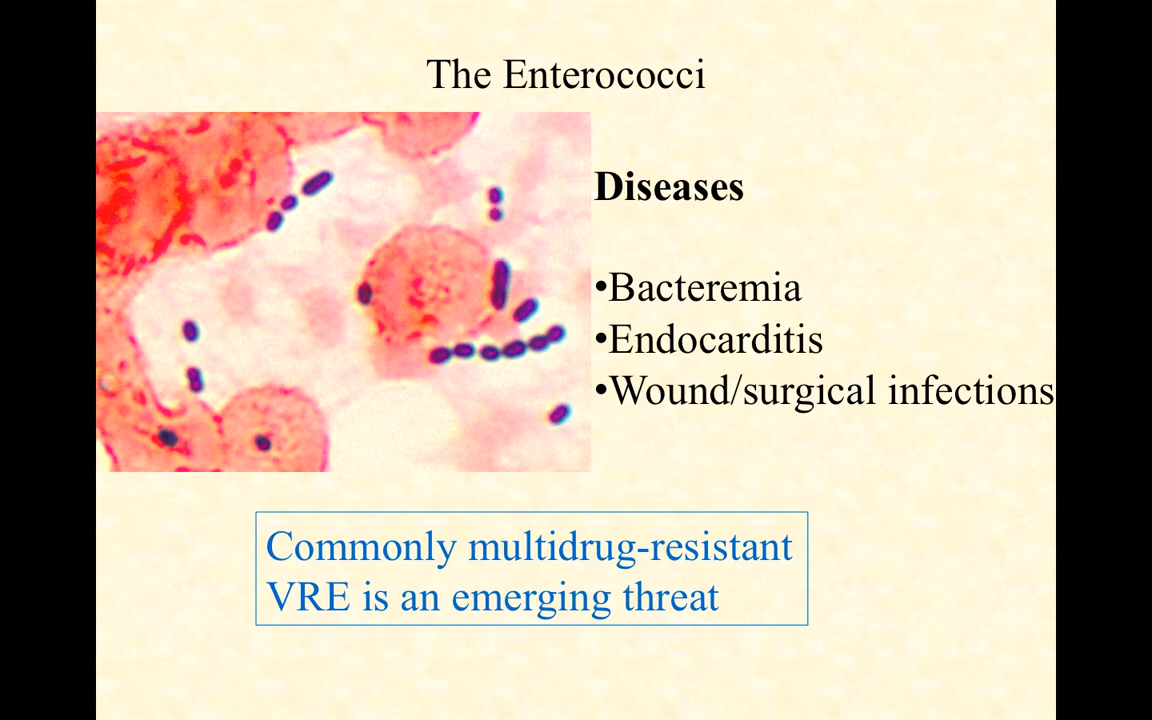 The Enterococci
Diseases
•Bacteremia
•Endocarditis
•Wound/surgical infections
Commonly multidrug-resistant
VRE is an emerging threat